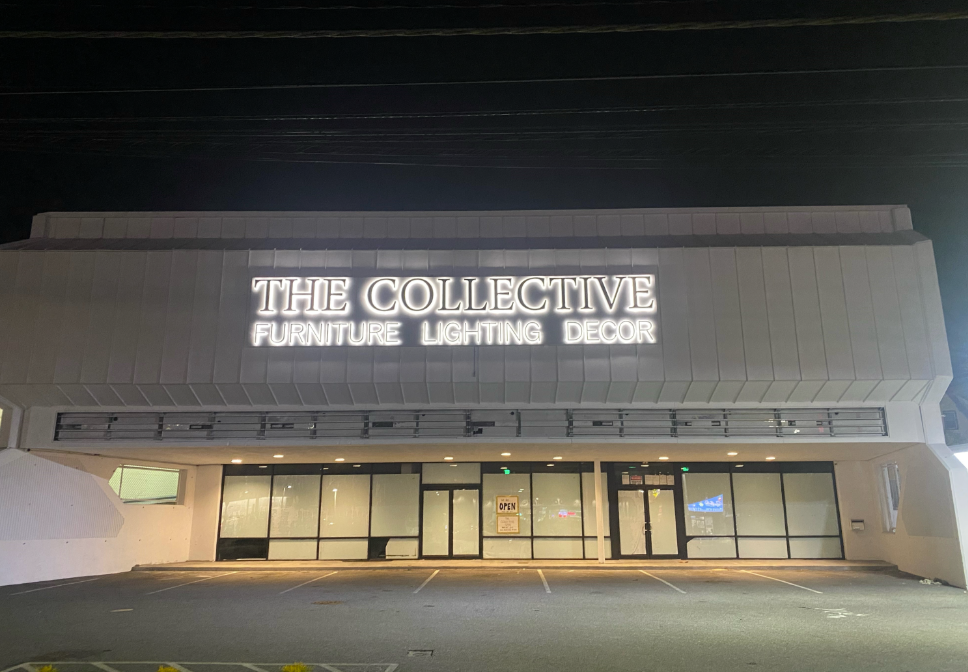 THE COLLECTIVE
FURNITURE LIGHTING DECOR
OPEN